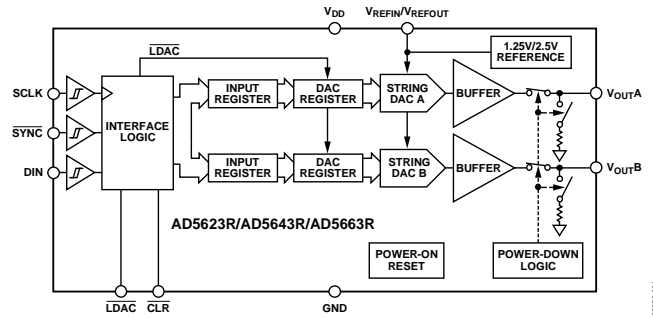 VDD
VREFIN/VREFOUT
1.25V/2.5V
REFERENCE
LDAC
SCLK
SYNC
DIN
INTERFACE
LOGIC
INPUT
REGISTER
DAC
REGISTER
STRING
DAC A
BUFFER
VOUTA
INPUT
REGISTER
DAC
REGISTER
STRING
DAC B
BUFFER
VOUTB
AD5623R/AD5643R/AD5663R
POWER-ON
RESET
POWER-DOWN
LOGIC
LDAC
CLR
GND